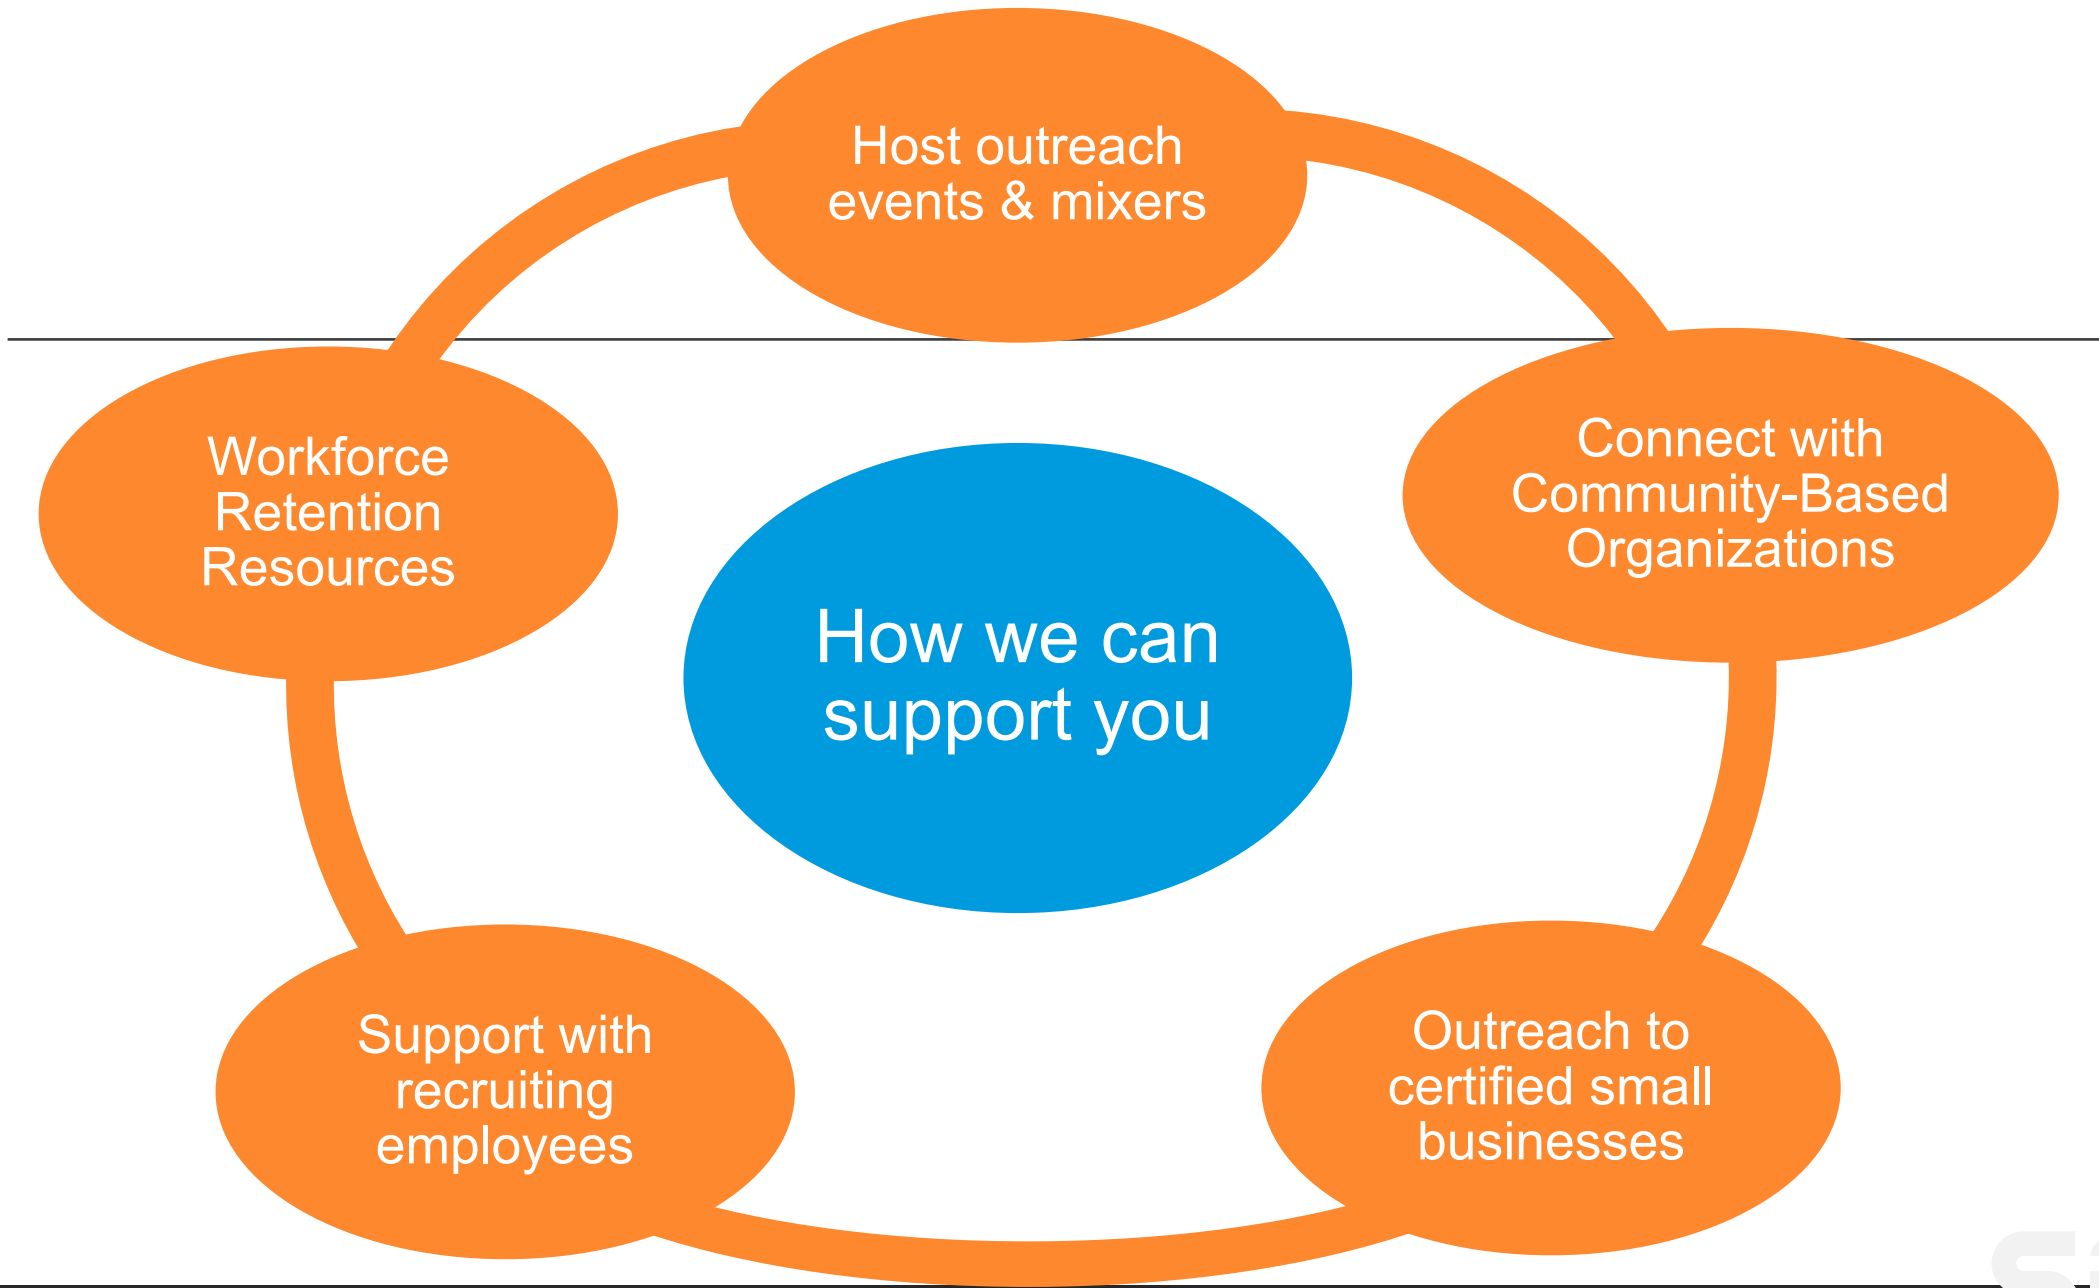 Host outreach
events & mixers
Connect with
Community-Based
Organizations
Outreach to
certified small
businesses
Support with
recruiting
employees
Workforce
Retention
Resources
How we can
support you